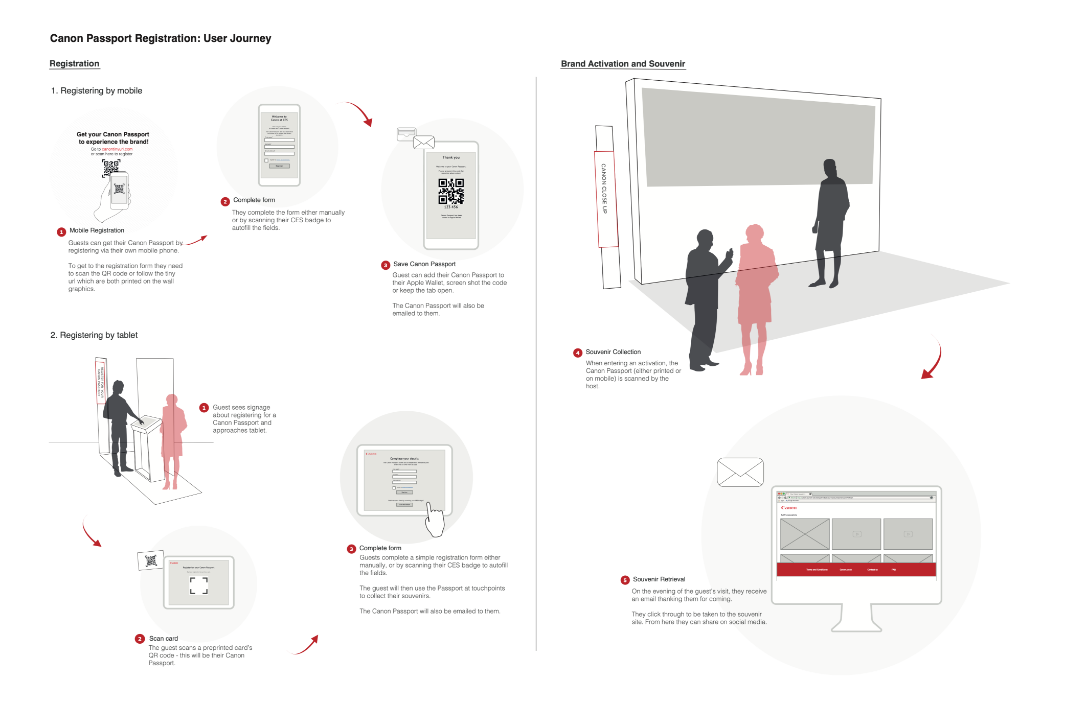 Canon Passport Registration: User Journey
Registration
1. Registering by mobile
Get your Canon Passport
to experience the brand!
or scan here to register
1 Mobile Registration
Guests can get their Canon Passport by
registering via their own mobile phone.
To get to the registration form they need
to scan the QR code or follow the tiny
url which are both printed on the wall
graphics.
Welcome to
Canon at CES
2 Complete form
They complete the form either manually
or by scanning their CES badge to
autofill the fields.
Thank you
123 456
3 Save Canon Passport
Guest can add their Canon Passport to
their Apple Wallet, screen shot the code
or keep the tab open.
The Canon Passport will also be
emailed to them.
2. Registering by tablet
1 Guest sees signage
about registering for a
Canon Passport and
approaches tablet.
2 Scan card
The guest scans a preprinted card's
QR code - this will be their Canon
Passport.
3 Complete form
Guests complete a simple registration form either
manually, or by scanning their CES badge to autofill
the fields.
The guest will then use the Passport at touchpoints
to collect their souvenirs.
The Canon Passport will also be emailed to them.
Brand Activation and Souvenir
CANON CLOSE UP
4 Souvenir Collection
When entering an activation, the
Canon Passport (either printed or
on mobile) is scanned by the
host.
5 Souvenir Retrieval
On the evening of the guest's visit, they receive
an email thanking them for coming.
They click through to be taken to the souvenir
site. From here they can share on social media.